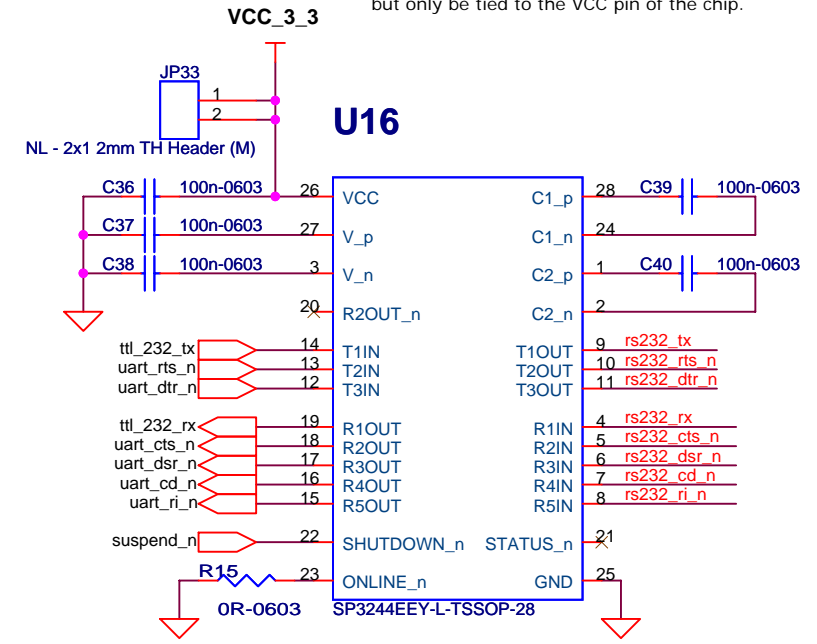 but only be tied to the VCC pin of the chip.
VCC_3_3
JP33
1
2
NL - 2x1 2mm TH Header (M)
U16
C36 100n-0603 26 VCC
C37 100n-0603 27 V_p
C38 100n-0603 3 V_n
20 R2OUT_n
ttl_232_tx 14 T1IN
uart_rts_n 13 T2IN
uart_dtr_n 12 T3IN
ttl_232_rx 19 R1OUT
uart_cts_n 18 R2OUT
uart_dsr_n 17 R3OUT
uart_cd_n 16 R4OUT
uart_ri_n 15 R5OUT
suspend_n 22 SHUTDOWN_n
R15 23 ONLINE_n
0R-0603
C1_p 28 C39 100n-0603
C1_n 24
C2_p 1 C40 100n-0603
C2_n 2
T1OUT 9 rs232_tx
T2OUT 10 rs232_rts_n
T3OUT 11 rs232_dtr_n
R1IN 4 rs232_rx
R2IN 5 rs232_cts_n
R3IN 6 rs232_dsr_n
R4IN 7 rs232_cd_n
R5IN 8 rs232_ri_n
STATUS_n 21
GND 25
SP3244EEY-L-TSSOP-28